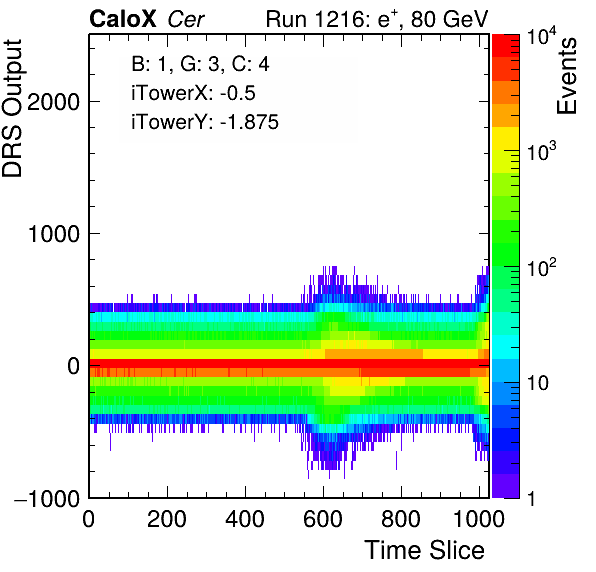 CaloX Cer Run 1216: e⁺, 80 GeV
B: 1, G: 3, C: 4
iTowerX: -0.5
iTowerY: -1.875
DRS Output
2000
1000
0
−1000
0 200 400 600 800 1000
Time Slice
10⁴
10³
10²
10
1
Events